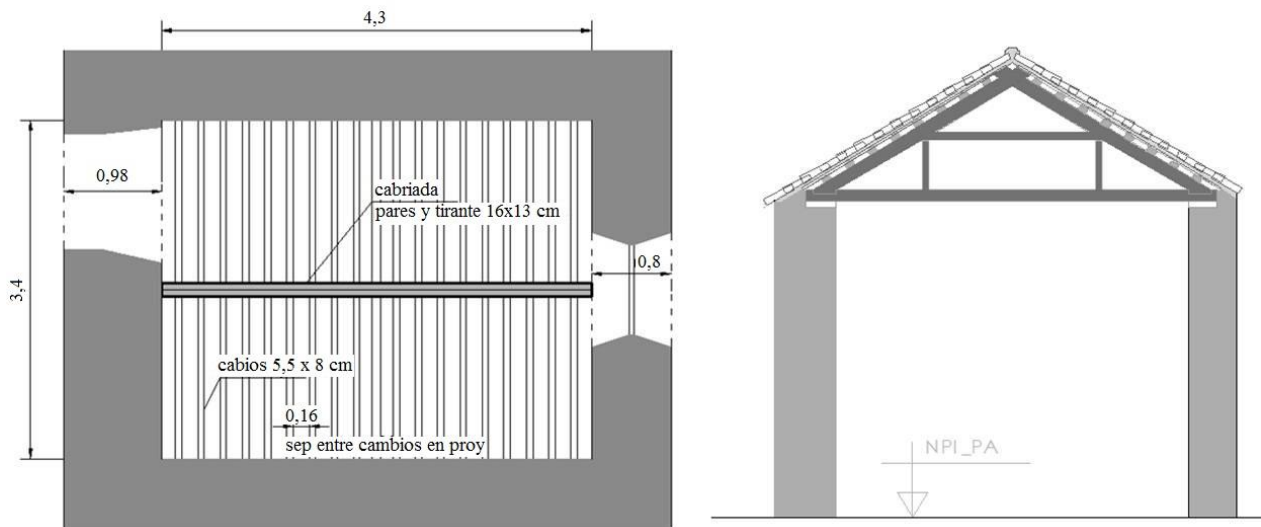 4,3
0,98
cabriada
pares y tirante 16x13 cm
0,8
3,4
cabios 5,5 x 8 cm
0,16
sep entre cambios en proy
NPI_PA